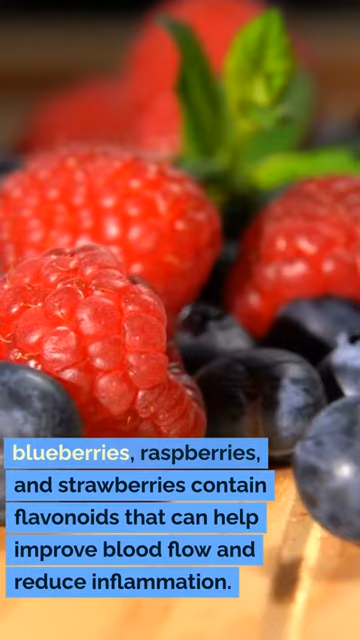 blueberries, raspberries,
and strawberries contain
flavonoids that can help
improve blood flow and
reduce inflammation.